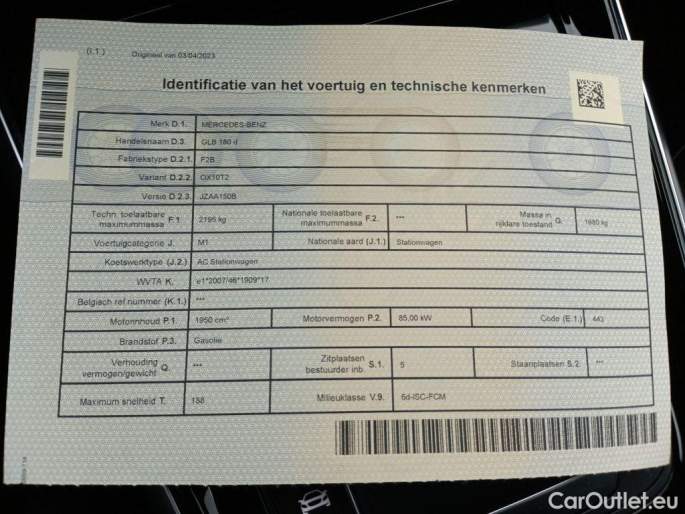 (i.1.) Origineel van 03/04/2023
Identificatie van het voertuig en technische kenmerken
Merk D.1. MERCEDES-BENZ
Handelsnaam D.3. GLB 180 d
Fabriekstype D.2.1. F2B
Variant D.2.2. OX10T2
Versie D.2.3. JZAA150B
Techn. toelaatbare maximummassa F.1. 2195 kg Nationale toelaatbare maximummassa F.2. *** Massa in rijklare toestand G. 1680 kg
Voertuigcategorie J. M1 Nationale aard (J.1.) Stationwagen
Koetswerktype (J.2.) AC Stationwagen
WVTA K. e1*2007/46*1909*17
Belgisch ref.nummer (K.1.) ***
Motorinhoud P.1. 1950 cm³ Motorvermogen P.2. 85,00 kW Code (E.1.) 443
Brandstof P.3. Gasolie
Verhouding vermogen/gewicht Q. *** Zitplaatsen bestuurder inb. S.1. 5 Staanplaatsen S.2. ***
Maximum snelheid T. 188 Milieuklasse V.9. 6d-ISC-FCM
CarOutlet.eu